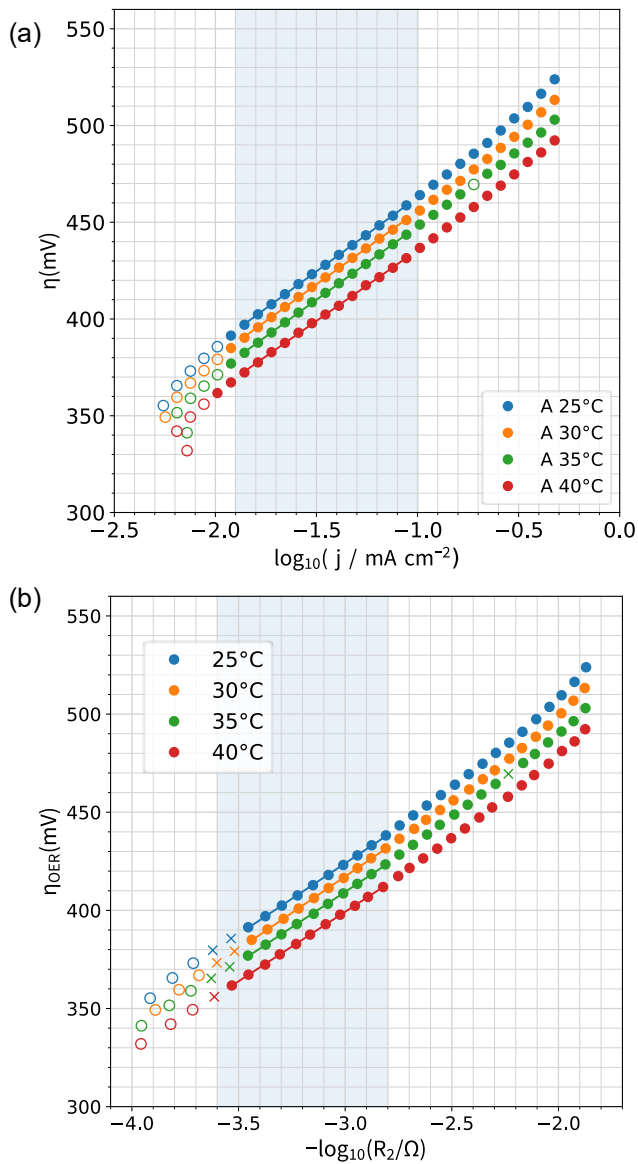 (a)
550
500
450
400
350
300
η(mV)
A 25°C
A 30°C
A 35°C
A 40°C
−2.5 −2.0 −1.5 −1.0 −0.5 0.0
log₁₀( j / mA cm⁻²)
(b)
550
500
450
400
350
300
η_OER(mV)
25°C
30°C
35°C
40°C
−4.0 −3.5 −3.0 −2.5 −2.0
−log₁₀(R₂/Ω)